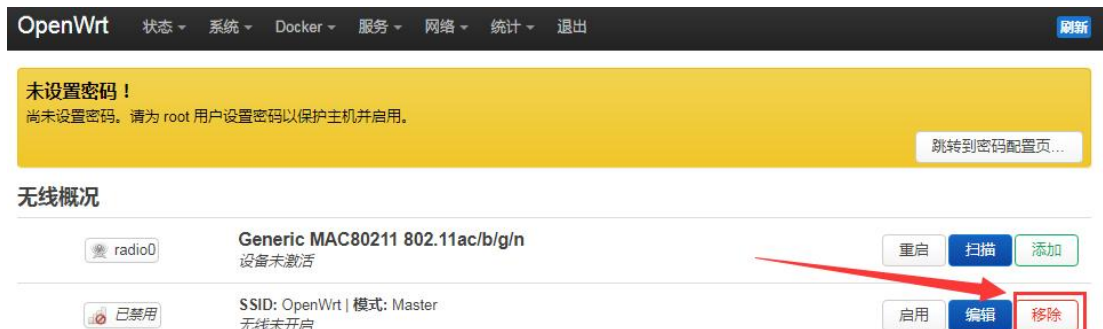 OpenWrt 状态 系统 Docker 服务 网络 统计 退出 刷新
未设置密码！
尚未设置密码。请为 root 用户设置密码以保护主机并启用。
跳转到密码配置页...
无线概况
radio0 Generic MAC80211 802.11ac/b/g/n 重启 扫描 添加
设备未激活
已禁用 SSID: OpenWrt | 模式: Master 启用 编辑 移除
无线未开启